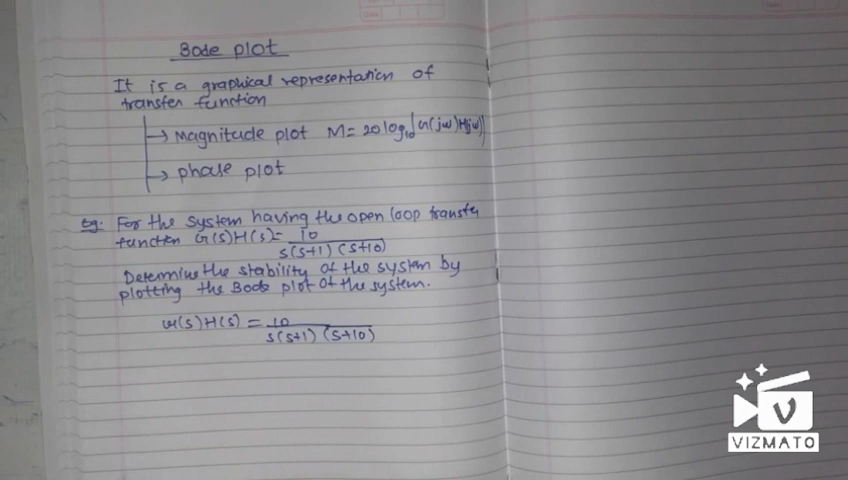 Bode plot
It is a graphical representation of
transfer function
→ Magnitude plot M= 20 log₁₀|G(jω)H(jω)|
→ phase plot
Eg. For the system having the open loop transfer
function G(s)H(s)= 10
s(s+1) (s+10)
Determine the stability of the system by
plotting the Bode plot of the system.
G(s)H(s) = 10
s(s+1) (s+10)
V
VIZMATO